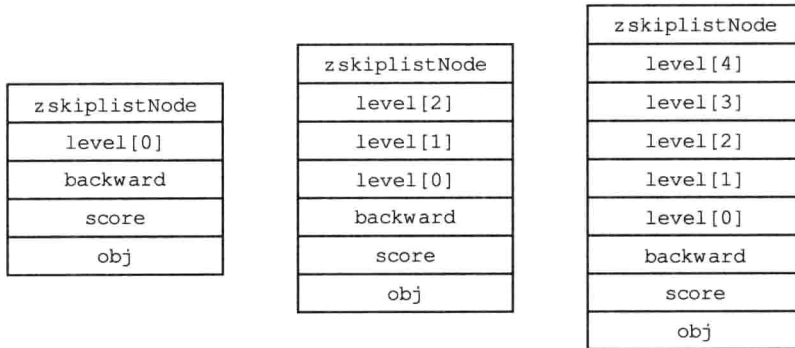 zskiplistNode
level[0]
backward
score
obj
zskiplistNode
level[2]
level[1]
level[0]
backward
score
obj
zskiplistNode
level[4]
level[3]
level[2]
level[1]
level[0]
backward
score
obj